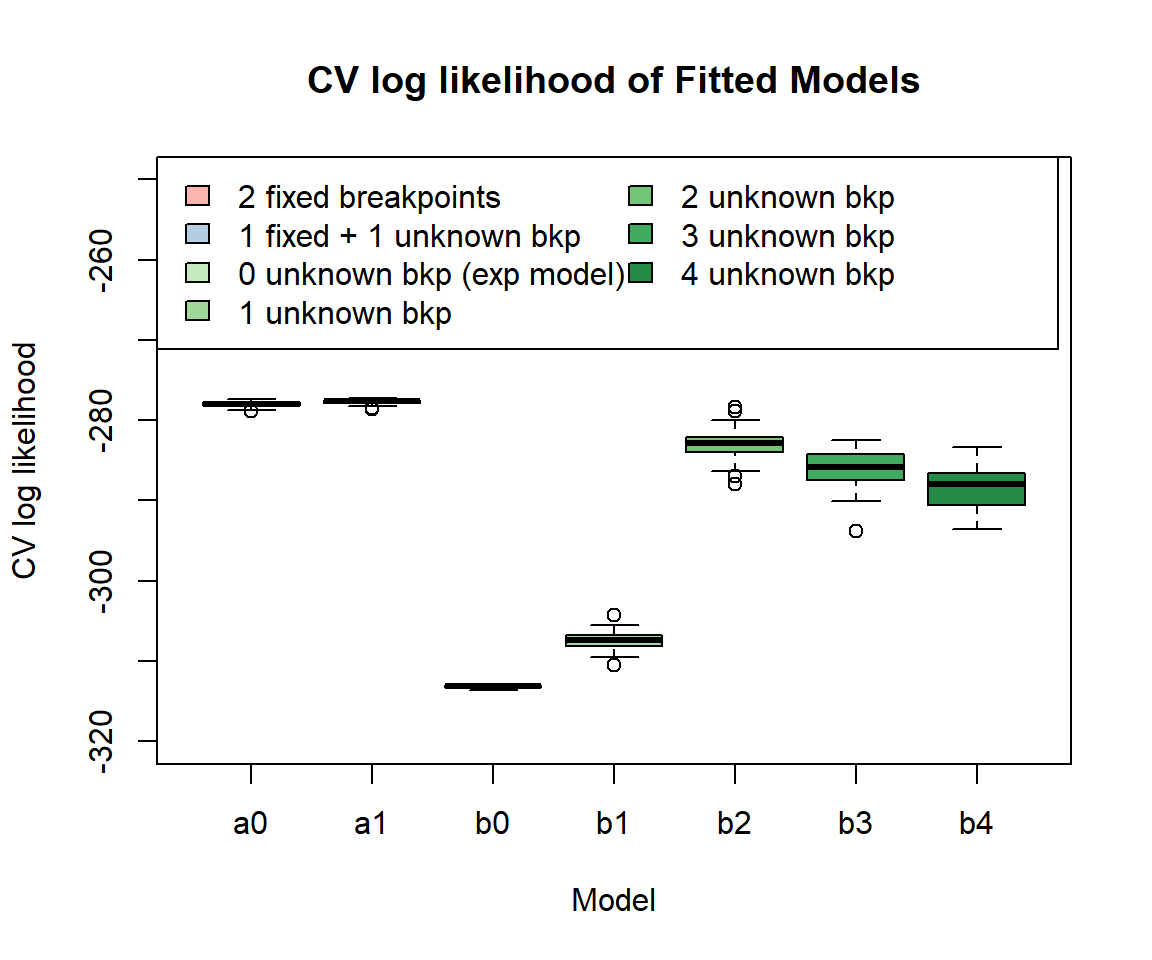 CV log likelihood of Fitted Models
2 fixed breakpoints
1 fixed + 1 unknown bkp
0 unknown bkp (exp model)
1 unknown bkp
2 unknown bkp
3 unknown bkp
4 unknown bkp
CV log likelihood
-260
-280
-300
-320
a0 a1 b0 b1 b2 b3 b4
Model